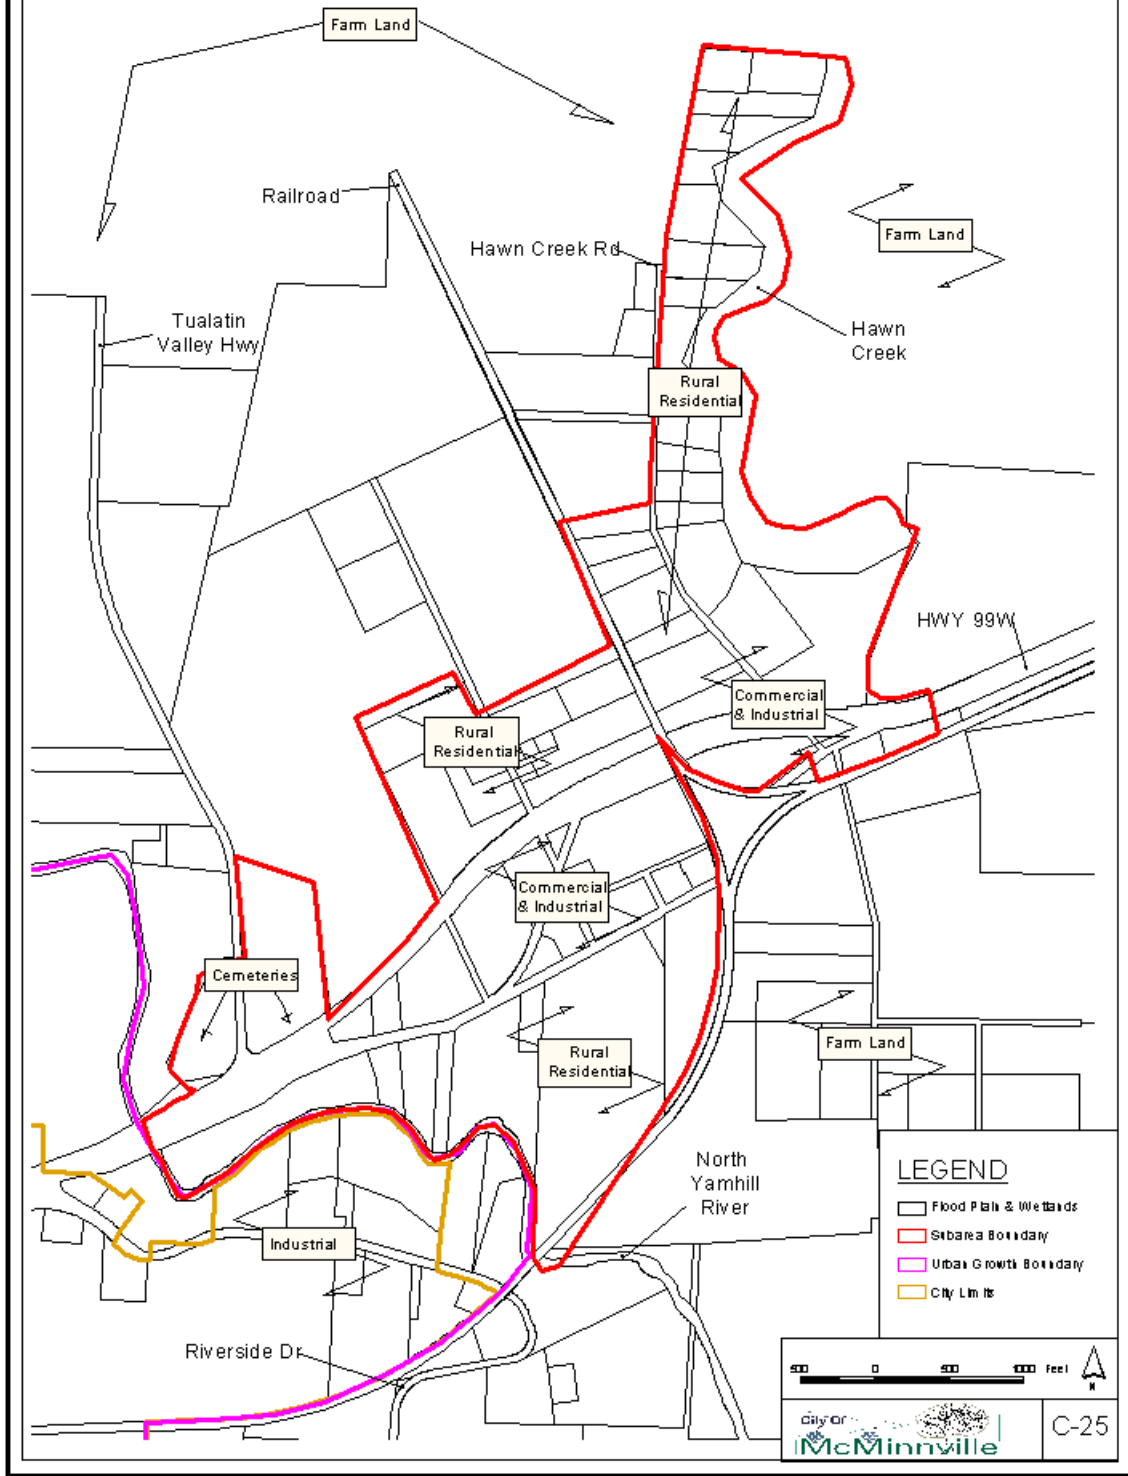 Farm Land
Railroad
Hawn Creek Rd
Farm Land
Tualatin
Valley Hwy
Hawn
Creek
Rural
Residential
HWY 99W
Commercial
& Industrial
Rural
Residential
Commercial
& Industrial
Cemeteries
Rural
Residential
Farm Land
North
Yamhill
River
Industrial
Riverside Dr
LEGEND
Flood Plain & Wetlands
Subarea Boundary
Urban Growth Boundary
City Limits
500 0 500 1000 Feet
N
City Of
McMinnville
C-25